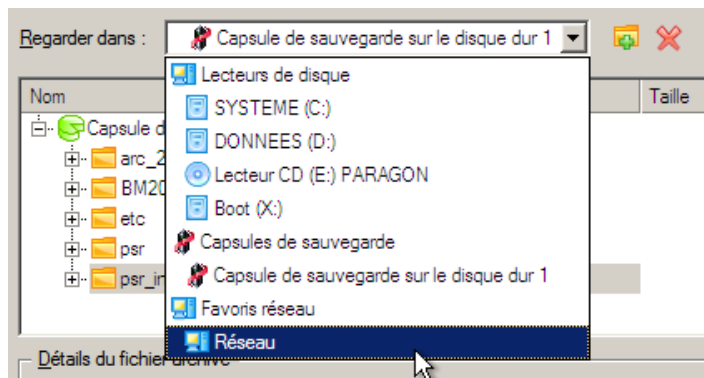 Regarder dans :
Capsule de sauvegarde sur le disque dur 1
Lecteurs de disque
SYSTEME (C:)
DONNEES (D:)
Lecteur CD (E:) PARAGON
Boot (X:)
Capsules de sauvegarde
Capsule de sauvegarde sur le disque dur 1
Favoris réseau
Réseau
Nom
Taille
Capsule d
arc_2
BM20
etc
psr
psr_in
Détails du fichier archive